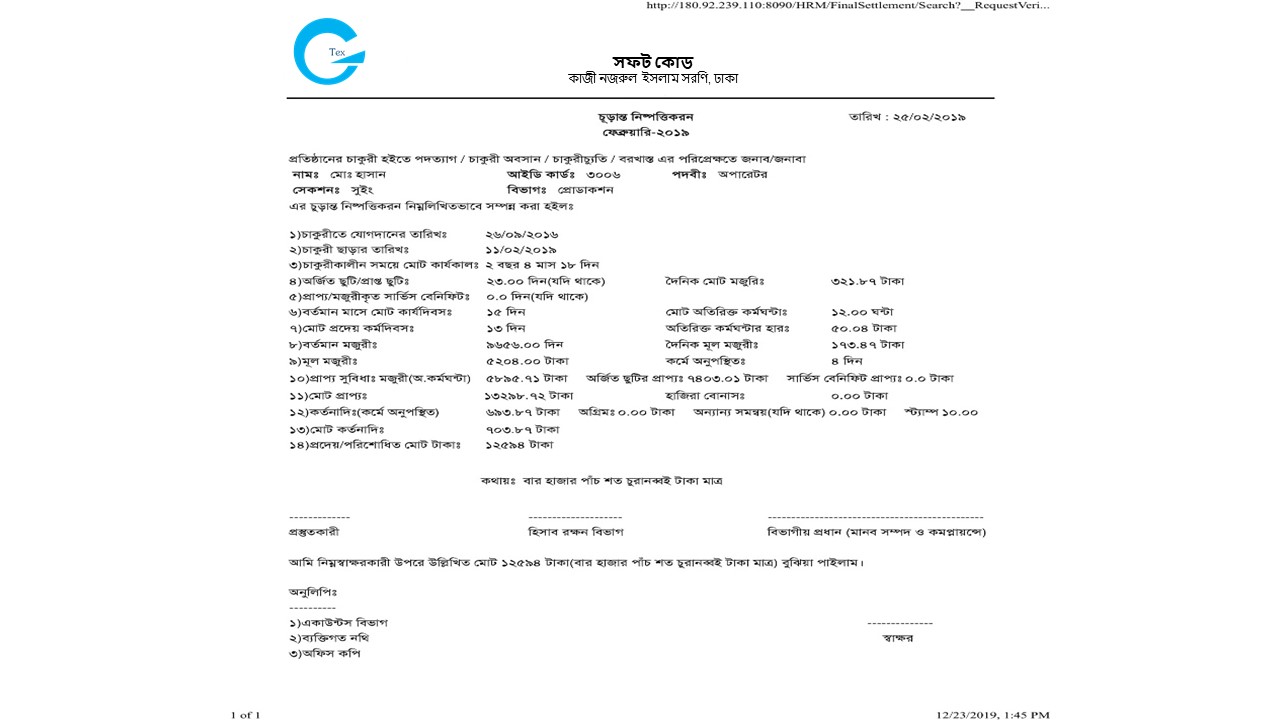 http://180.92.239.110:8090/HRM/FinalSettlement/Search?__RequestVeri...
Tex
সফট কোড
কাজী নজরুল ইসলাম সরণি, ঢাকা
চূড়ান্ত নিষ্পত্তিকরন তারিখ : ২৫/০২/২০১৯
ফেব্রুয়ারি-২০১৯
প্রতিষ্ঠানের চাকুরী হইতে পদত্যাগ / চাকুরী অবসান / চাকুরীচ্যুতি / বরখাস্ত এর পরিপ্রেক্ষতে জনাব/জনাবা
নামঃ মোঃ হাসান আইডি কার্ডঃ ৩০০৬ পদবীঃ অপারেটর
সেকশনঃ সুইং বিভাগঃ প্রোডাকশন
এর চুড়ান্ত নিষ্পত্তিকরন নিম্নলিখিতভাবে সম্পন্ন করা হইলঃ
১)চাকুরীতে যোগদানের তারিখঃ ২৬/০৯/২০১৬
২)চাকুরী ছাড়ার তারিখঃ ১১/০২/২০১৯
৩)চাকুরীকালীন সময়ে মোট কার্যকালঃ ২ বছর ৪ মাস ১৮ দিন
৪)অর্জিত ছুটি/প্রাপ্ত ছুটিঃ ২৩.০০ দিন(যদি থাকে) দৈনিক মোট মজুরিঃ ৩২১.৮৭ টাকা
৫)প্রাপ্য/মজুরীকৃত সার্ভিস বেনিফিটঃ ০.০ দিন(যদি থাকে)
৬)বর্তমান মাসে মোট কার্যদিবসঃ ১৫ দিন মোট অতিরিক্ত কর্মঘন্টাঃ ১২.০০ ঘন্টা
৭)মোট প্রদেয় কর্মদিবসঃ ১৩ দিন অতিরিক্ত কর্মঘন্টার হারঃ ৫০.০৪ টাকা
৮)বর্তমান মজুরীঃ ৯৬৫৬.০০ দিন দৈনিক মূল মজুরীঃ ১৭৩.৪৭ টাকা
৯)মূল মজুরীঃ ৫২০৪.০০ টাকা কর্মে অনুপস্থিতঃ ৪ দিন
১০)প্রাপ্য সুবিধাঃ মজুরী(অ.কর্মঘন্টা) ৫৮৯৫.৭১ টাকা অর্জিত ছুটির প্রাপ্যঃ ৭৪০৩.০১ টাকা সার্ভিস বেনিফিট প্রাপ্যঃ ০.০ টাকা
১১)মোট প্রাপ্যঃ ১৩২৯৮.৭২ টাকা হাজিরা বোনাসঃ ০.০০ টাকা
১২)কর্তনাদিঃ(কর্মে অনুপস্থিত) ৬৯৩.৮৭ টাকা অগ্রিমঃ ০.০০ টাকা অন্যান্য সমন্বয়(যদি থাকে) ০.০০ টাকা স্ট্যাম্প ১০.০০
১৩)মোট কর্তনাদিঃ ৭০৩.৮৭ টাকা
১৪)প্রদেয়/পরিশোধিত মোট টাকাঃ ১২৫৯৪ টাকা
কথায়ঃ বার হাজার পাঁচ শত চুরানব্বই টাকা মাত্র
প্রস্তুতকারী হিসাব রক্ষন বিভাগ বিভাগীয় প্রধান (মানব সম্পদ ও কমপ্লায়েন্সে)
আমি নিম্নস্বাক্ষরকারী উপরে উল্লিখিত মোট ১২৫৯৪ টাকা(বার হাজার পাঁচ শত চুরানব্বই টাকা মাত্র) বুঝিয়া পাইলাম।
অনুলিপিঃ
----------
১)একাউন্টস বিভাগ
২)ব্যক্তিগত নথি স্বাক্ষর
৩)অফিস কপি
1 of 1 12/23/2019, 1:45 PM